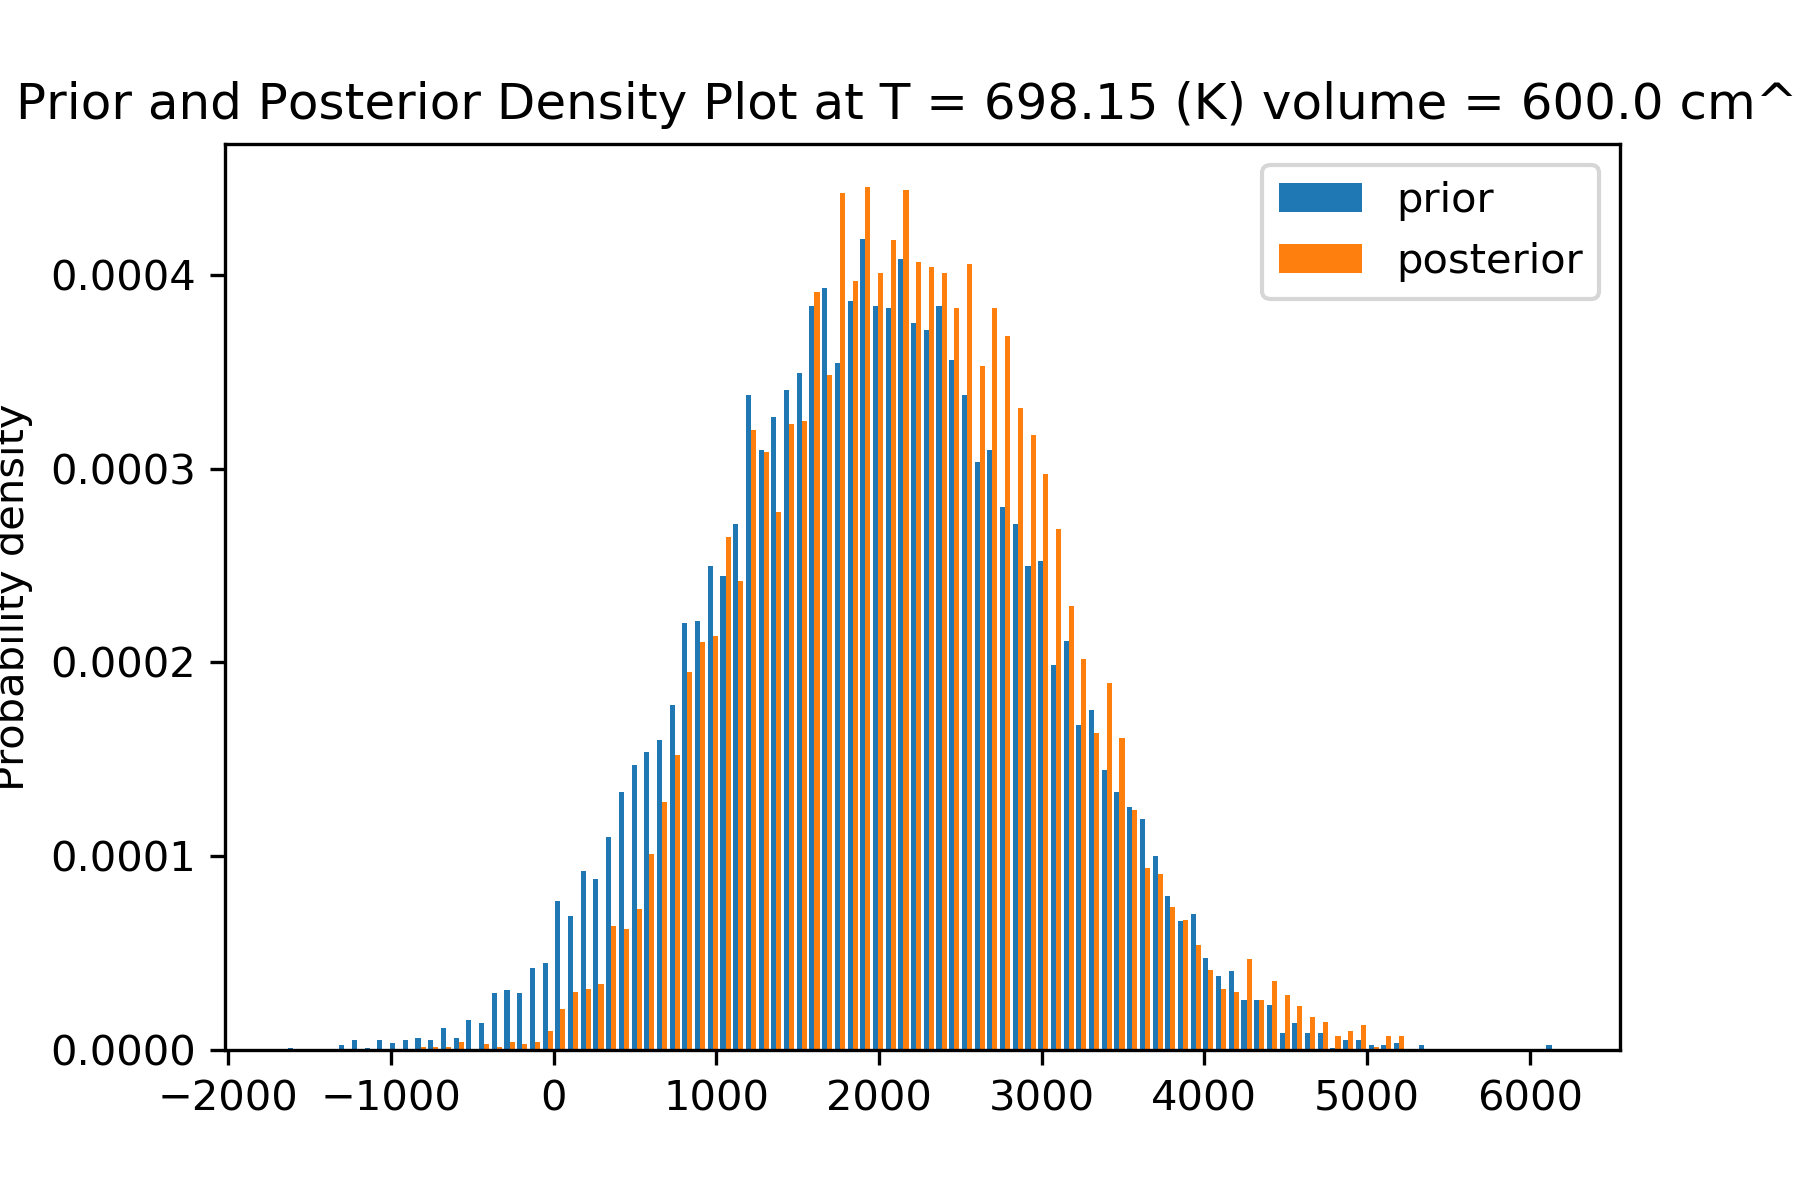 Prior and Posterior Density Plot at T = 698.15 (K) volume = 600.0 cm^
prior
posterior
Probability density
0.0004
0.0003
0.0002
0.0001
0.0000
−2000 −1000 0 1000 2000 3000 4000 5000 6000